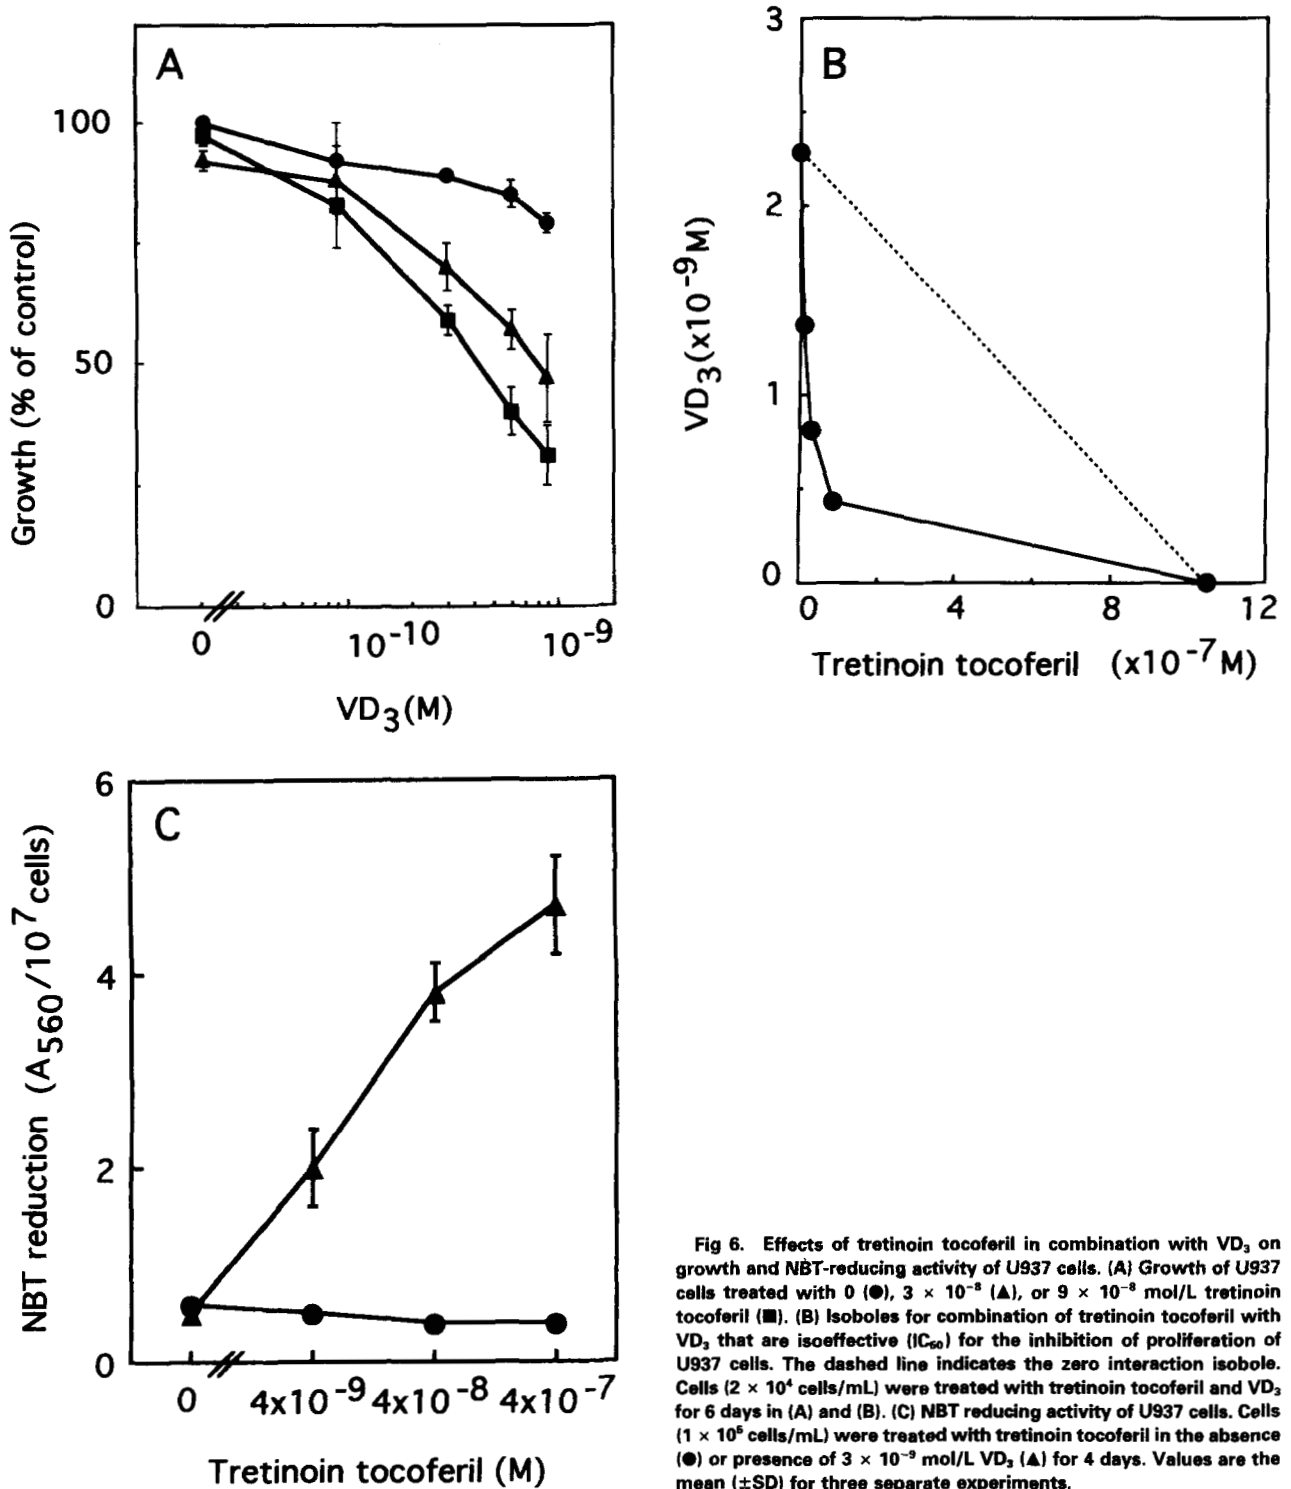 A
100
50
0
Growth (% of control)
0
10-10
10-9
VD3(M)
B
3
2
1
0
VD3(x10-9M)
0
4
8
12
Tretinoin tocoferil (x10-7M)
C
6
4
2
0
NBT reduction (A560/107cells)
0
4x10-9
4x10-8
4x10-7
Tretinoin tocoferil (M)
Fig 6. Effects of tretinoin tocoferil in combination with VD₃ on
growth and NBT-reducing activity of U937 cells. (A) Growth of U937
cells treated with 0 (●), 3 × 10⁻⁸ (▲), or 9 × 10⁻⁸ mol/L tretinoin
tocoferil (■). (B) Isoboles for combination of tretinoin tocoferil with
VD₃ that are isoeffective (IC₅₀) for the inhibition of proliferation of
U937 cells. The dashed line indicates the zero interaction isobole.
Cells (2 × 10⁴ cells/mL) were treated with tretinoin tocoferil and VD₃
for 6 days in (A) and (B). (C) NBT reducing activity of U937 cells. Cells
(1 × 10⁵ cells/mL) were treated with tretinoin tocoferil in the absence
(●) or presence of 3 × 10⁻⁹ mol/L VD₃ (▲) for 4 days. Values are the
mean (±SD) for three separate experiments.